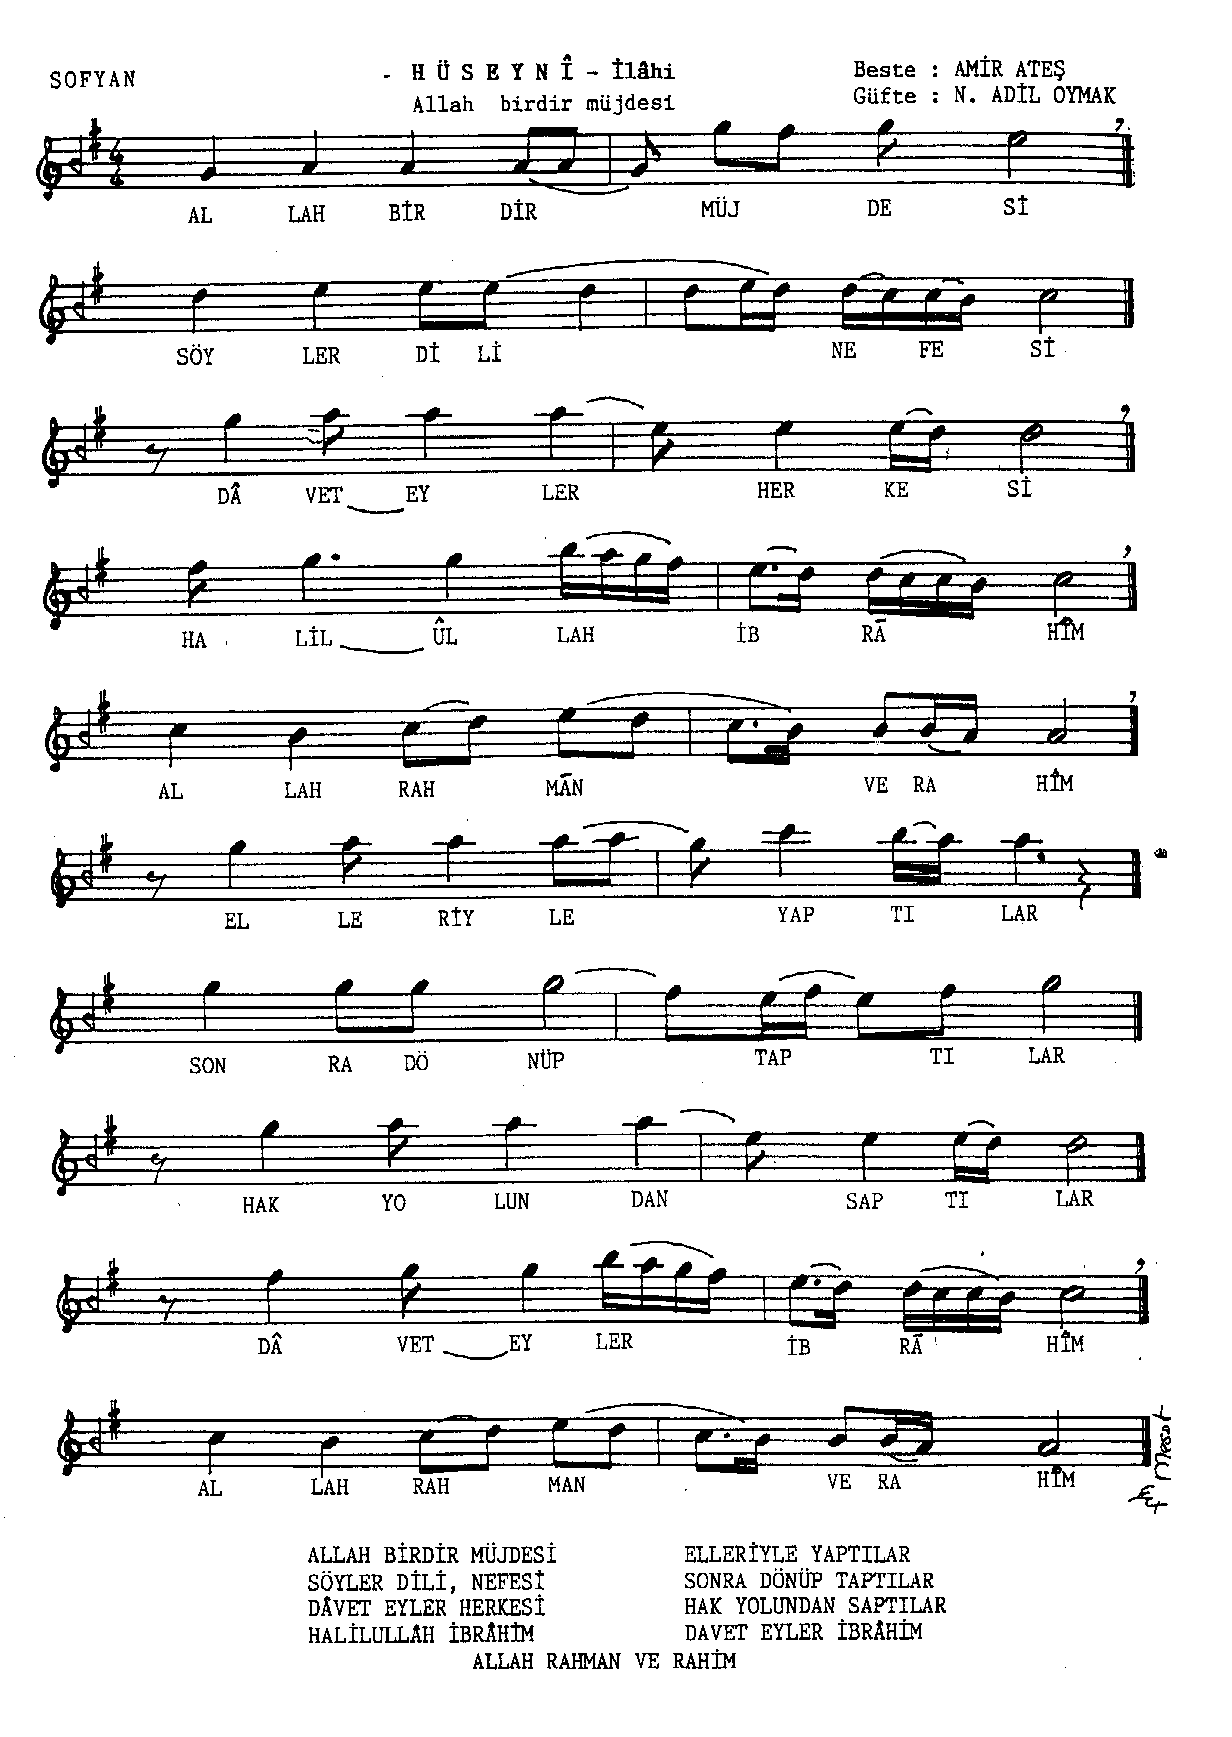 SOFYAN
- HÜSEYNÎ - İlâhi
Allah birdir müjdesi
Beste : AMİR ATEŞ
Güfte : N. ADİL OYMAK
4
4
AL LAH BİR DİR MÜJ DE Sİ
SÖY LER Dİ Lİ NE FE Sİ
DÂ VET EY LER HER KE Sİ
HA LİL ÛL LAH İB RÂ HÎM
AL LAH RAH MÂN VE RA HÎM
EL LE RİY LE YAP TI LAR
SON RA DÖ NÜP TAP TI LAR
HAK YO LUN DAN SAP TI LAR
DÂ VET EY LER İB RÂ HÎM
AL LAH RAH MAN VE RA HÎM
ALLAH BİRDİR MÜJDESİ
SÖYLER DİLİ, NEFESİ
DÂVET EYLER HERKESİ
HALİLULLÂH İBRÂHİM
ELLERİYLE YAPTILAR
SONRA DÖNÜP TAPTILAR
HAK YOLUNDAN SAPTILAR
DAVET EYLER İBRÂHİM
ALLAH RAHMAN VE RAHİM